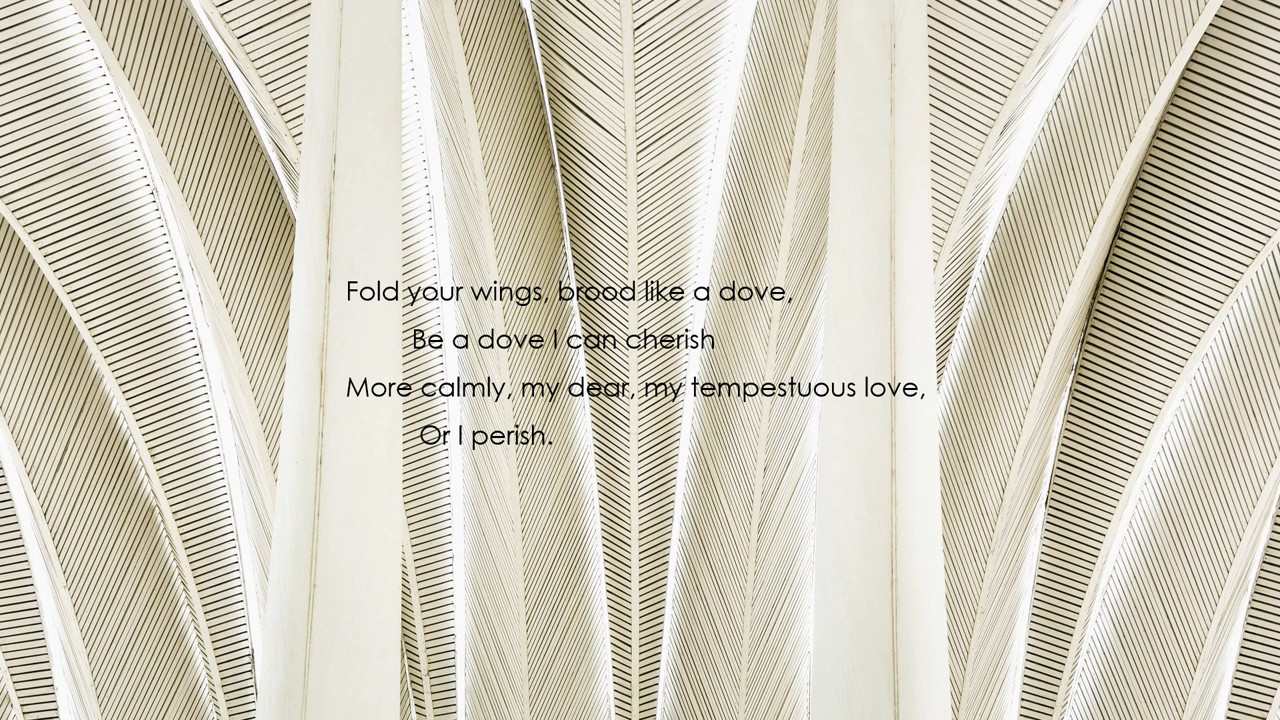 Fold your wings, brood like a dove,
Be a dove I can cherish
More calmly, my dear, my tempestuous love,
Or I perish.